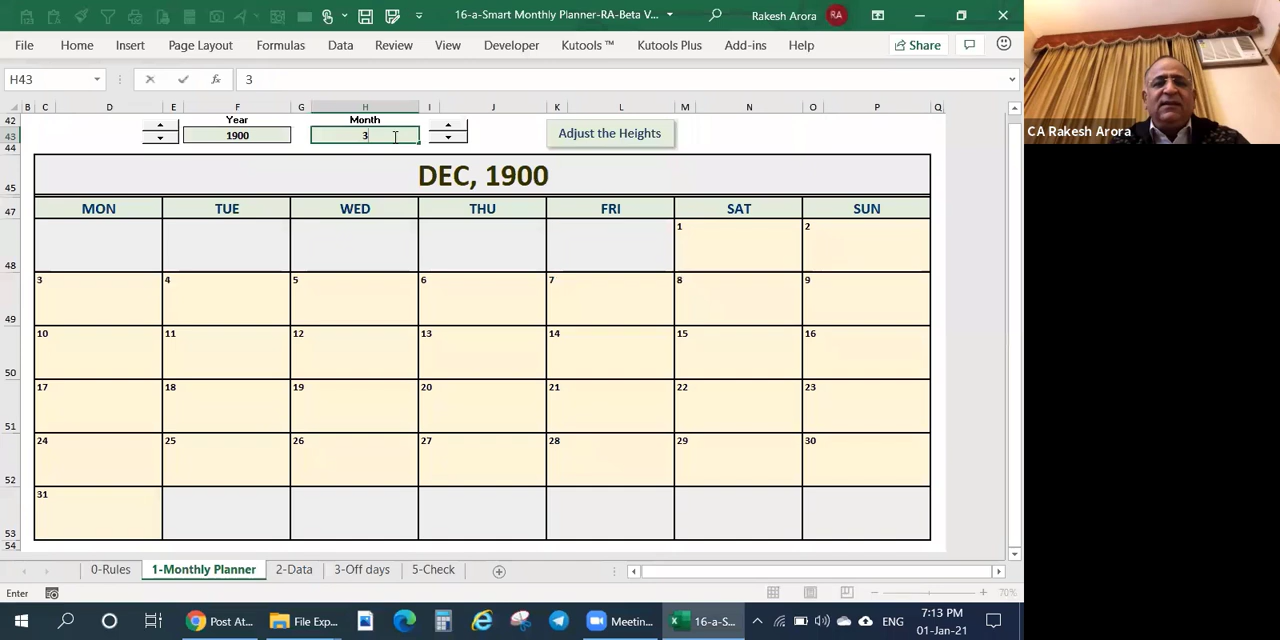 16-a-Smart Monthly Planner-RA-Beta V...
Rakesh Arora RA
File Home Insert Page Layout Formulas Data Review View Developer Kutools ™ Kutools Plus Add-ins Help Share
H43 fx 3
B C D E F G H I J K L M N O P Q
42 Year Month
43 1900 3 Adjust the Heights
44
45 DEC, 1900
47 MON TUE WED THU FRI SAT SUN
48 1 2
49 3 4 5 6 7 8 9
50 10 11 12 13 14 15 16
51 17 18 19 20 21 22 23
52 24 25 26 27 28 29 30
53 31
54
0-Rules 1-Monthly Planner 2-Data 3-Off days 5-Check
Enter 70%
Post At... File Exp... Meetin... 16-a-S... ENG 7:13 PM
01-Jan-21
CA Rakesh Arora